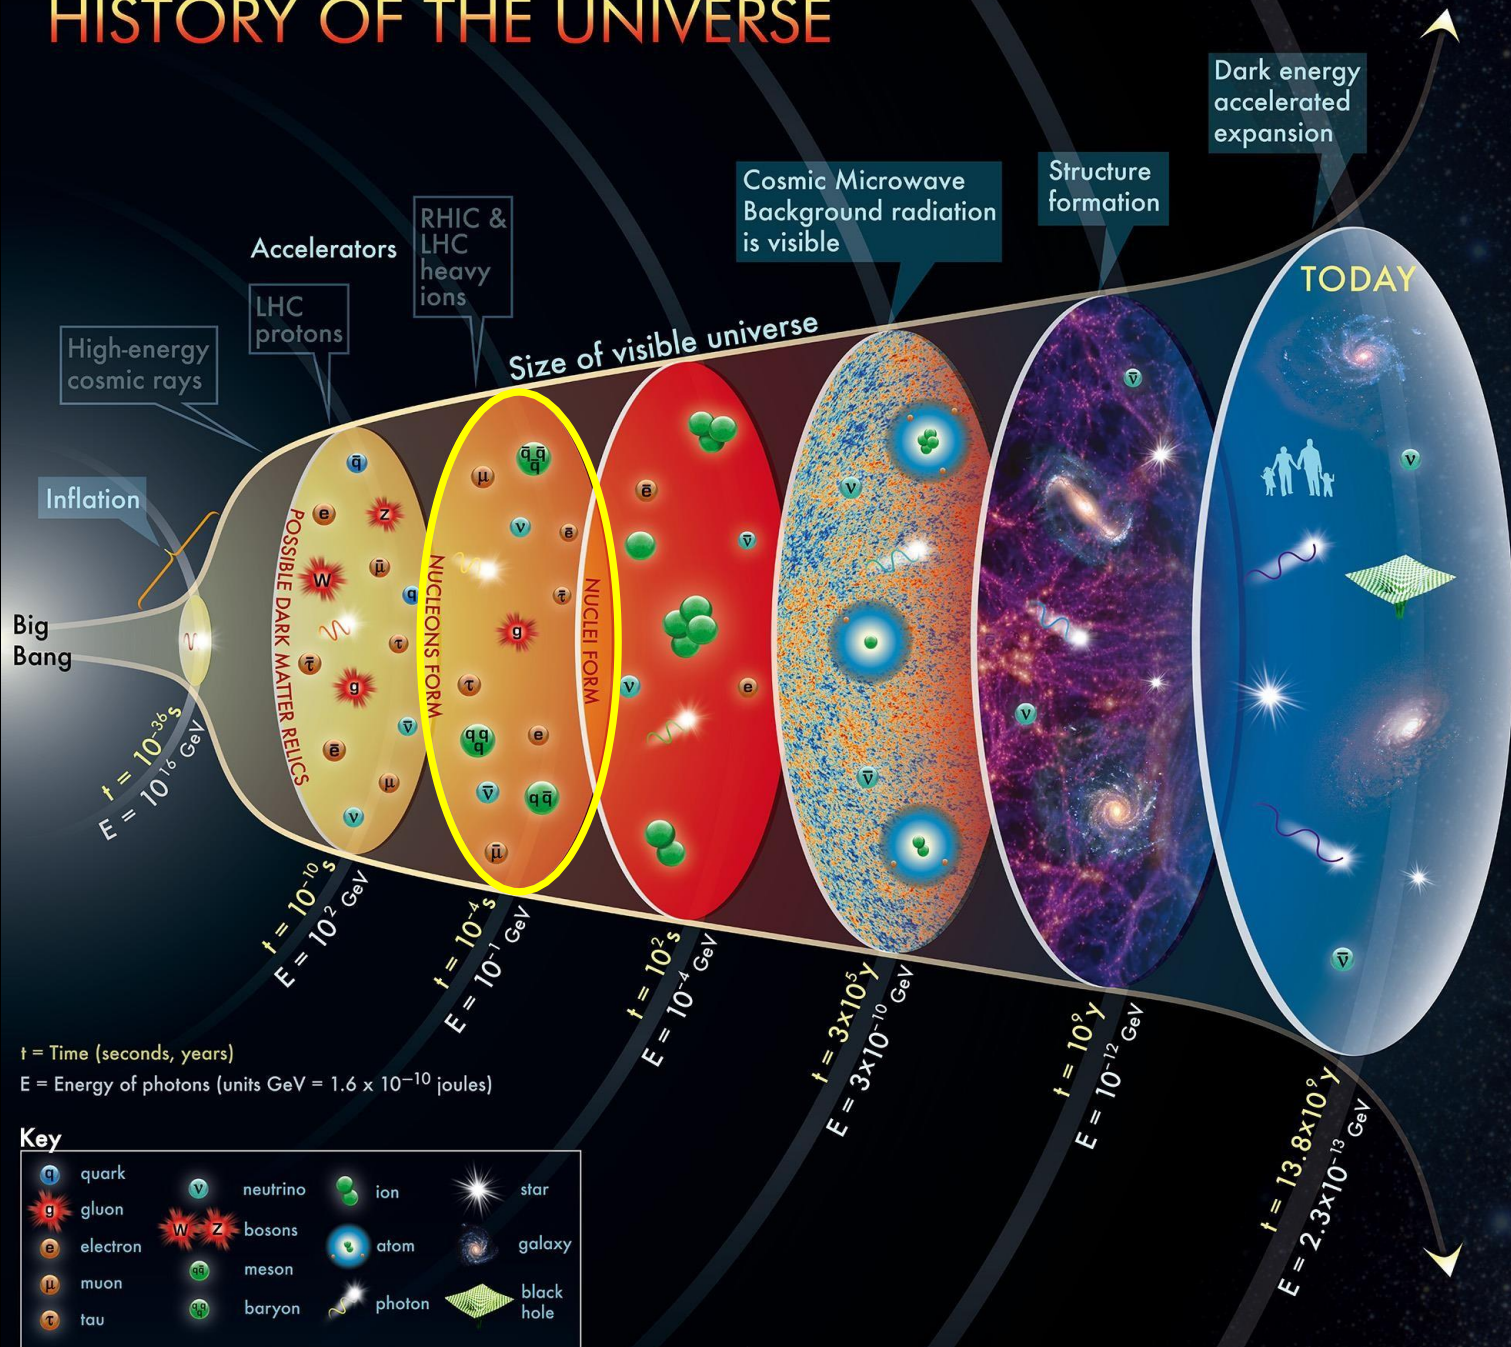 HISTORY OF THE UNIVERSE
Dark energy
accelerated
expansion
Structure
formation
Cosmic Microwave
Background radiation
is visible
RHIC &
LHC
heavy
ions
Accelerators
LHC
protons
High-energy
cosmic rays
Inflation
Size of visible universe
TODAY
Big
Bang
POSSIBLE DARK MATTER RELICS
NUCLEONS FORM
NUCLEI FORM
q̄
e
Z
W
μ̄
q
τ
τ̄
g
ν̄
ē
μ
ν
q̄q̄
q̄
μ
ν
ē
τ̄
g
τ
qq
q
e
ν̄
qq̄
μ̄
ē
ν̄
ν
e
ν
ν̄
ν̄
ν
ν
ν̄
t = 10⁻³⁶s
E = 10¹⁶ GeV
t = 10⁻¹⁰ s
E = 10² GeV
t = 10⁻⁴ s
E = 10⁻¹ GeV
t = 10² s
E = 10⁻⁴ GeV
t = 3x10⁵ y
E = 3x10⁻¹⁰ GeV
t = 10⁹ y
E = 10⁻¹² GeV
t = 13.8x10⁹ y
E = 2.3x10⁻¹³ GeV
t = Time (seconds, years)
E = Energy of photons (units GeV = 1.6 x 10⁻¹⁰ joules)
Key
q quark
g gluon
e electron
μ muon
τ tau
ν neutrino
W Z bosons
qq̄ meson
qq
q baryon
ion
atom
photon
star
galaxy
black
hole